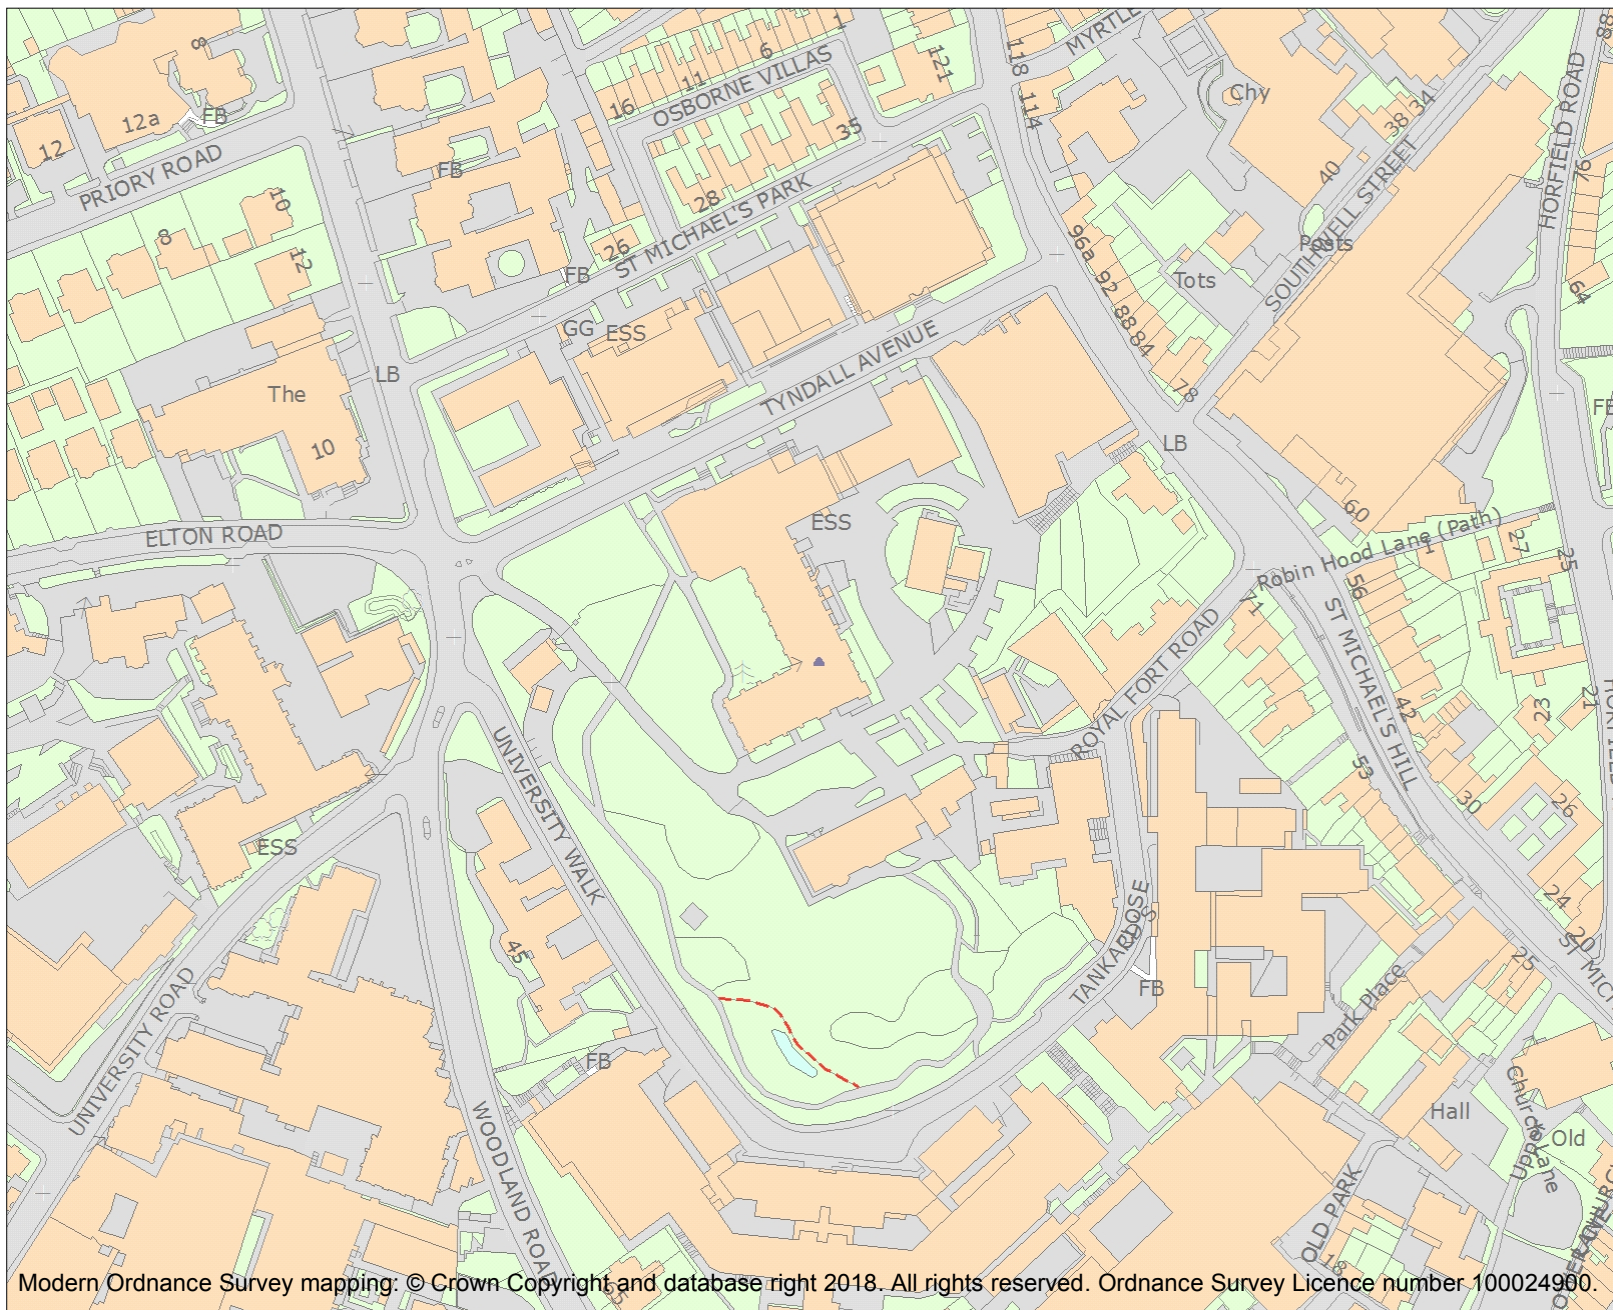 8
12a
FB
12
PRIORY ROAD
10
8
12
FB
1
6
11
16
OSBORNE VILLAS
35
28
26
ST MICHAEL'S PARK
FB
121
118
114
MYRTLE
Chy
38 34
40
SOUTHWELL STREET
Posts
Tots
96a
92
88
84
78
HORFIELD ROAD
88
76
64
LB
GG
ESS
The
10
TYNDALL AVENUE
LB
ELTON ROAD
ESS
60
Robin Hood Lane (Path)
1
27
25
56
71
ST MICHAEL'S HILL
42
23
21
ROYAL FORT ROAD
53
30
26
UNIVERSITY WALK
ESS
45
24
20
25
TANKARD'S
CLOSE
FB
Park Place
UNIVERSITY ROAD
FB
WOODLAND ROAD
Hall
Church Lane
Upper
Old
OLD PARK
18
Modern Ordnance Survey mapping: © Crown Copyright and database right 2018. All rights reserved. Ordnance Survey Licence number 100024900.